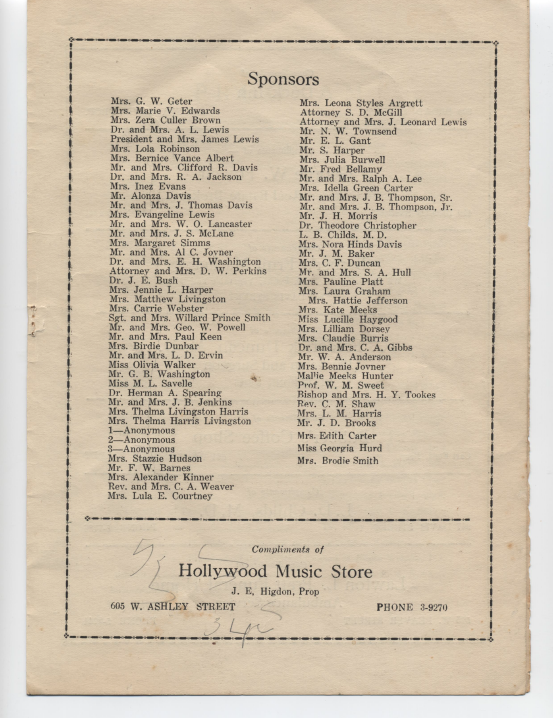 Sponsors
Mrs. G. W. Geter
Mrs. Marie V. Edwards
Mrs. Zera Culler Brown
Dr. and Mrs. A. L. Lewis
President and Mrs. James Lewis
Mrs. Lola Robinson
Mrs. Bernice Vance Albert
Mr. and Mrs. Clifford R. Davis
Dr. and Mrs. R. A. Jackson
Mrs. Inez Evans
Mr. Alonza Davis
Mr. and Mrs. J. Thomas Davis
Mrs. Evangeline Lewis
Mr. and Mrs. W. O. Lancaster
Mr. and Mrs. J. S. McLane
Mrs. Margaret Simms
Mr. and Mrs. Al C. Joyner
Dr. and Mrs. E. H. Washington
Attorney and Mrs. D. W. Perkins
Dr. J. E. Bush
Mrs. Jennie L. Harper
Mrs. Matthew Livingston
Mrs. Carrie Webster
Sgt. and Mrs. Willard Prince Smith
Mr. and Mrs. Geo. W. Powell
Mr. and Mrs. Paul Keen
Mrs. Birdie Dunbar
Mr. and Mrs. L. D. Ervin
Miss Olivia Walker
Mr. G. B. Washington
Miss M. L. Savelle
Dr. Herman A. Spearing
Mr. and Mrs. J. B. Jenkins
Mrs. Thelma Livingston Harris
Mrs. Thelma Harris Livingston
1—Anonymous
2—Anonymous
3—Anonymous
Mrs. Stazzie Hudson
Mr. F. W. Barnes
Mrs. Alexander Kinner
Rev. and Mrs. C. A. Weaver
Mrs. Lula E. Courtney
Mrs. Leona Styles Argrett
Attorney S. D. McGill
Attorney and Mrs. J. Leonard Lewis
Mr. N. W. Townsend
Mr. E. L. Gant
Mr. S. Harper
Mrs. Julia Burwell
Mr. Fred Bellamy
Mr. and Mrs. Ralph A. Lee
Mrs. Idella Green Carter
Mr. and Mrs. J. B. Thompson, Sr.
Mr. and Mrs. J. B. Thompson, Jr.
Mr. J. H. Morris
Dr. Theodore Christopher
L. B. Childs, M. D.
Mrs. Nora Hinds Davis
Mr. J. M. Baker
Mrs. C. F. Duncan
Mr. and Mrs. S. A. Hull
Mrs. Pauline Platt
Mrs. Laura Graham
Mrs. Hattie Jefferson
Mrs. Kate Meeks
Miss Lucille Haygood
Mrs. Lilliam Dorsey
Mrs. Claudie Burris
Dr. and Mrs. C. A. Gibbs
Mr. W. A. Anderson
Mrs. Bennie Joyner
Mallie Meeks Hunter
Prof. W. M. Sweet
Bishop and Mrs. H. Y. Tookes
Rev. C. M. Shaw
Mrs. L. M. Harris
Mr. J. D. Brooks
Mrs. Edith Carter
Miss Georgia Hurd
Mrs. Brodie Smith
Compliments of
Hollywood Music Store
J. E. Higdon, Prop
605 W. ASHLEY STREET PHONE 3-9270